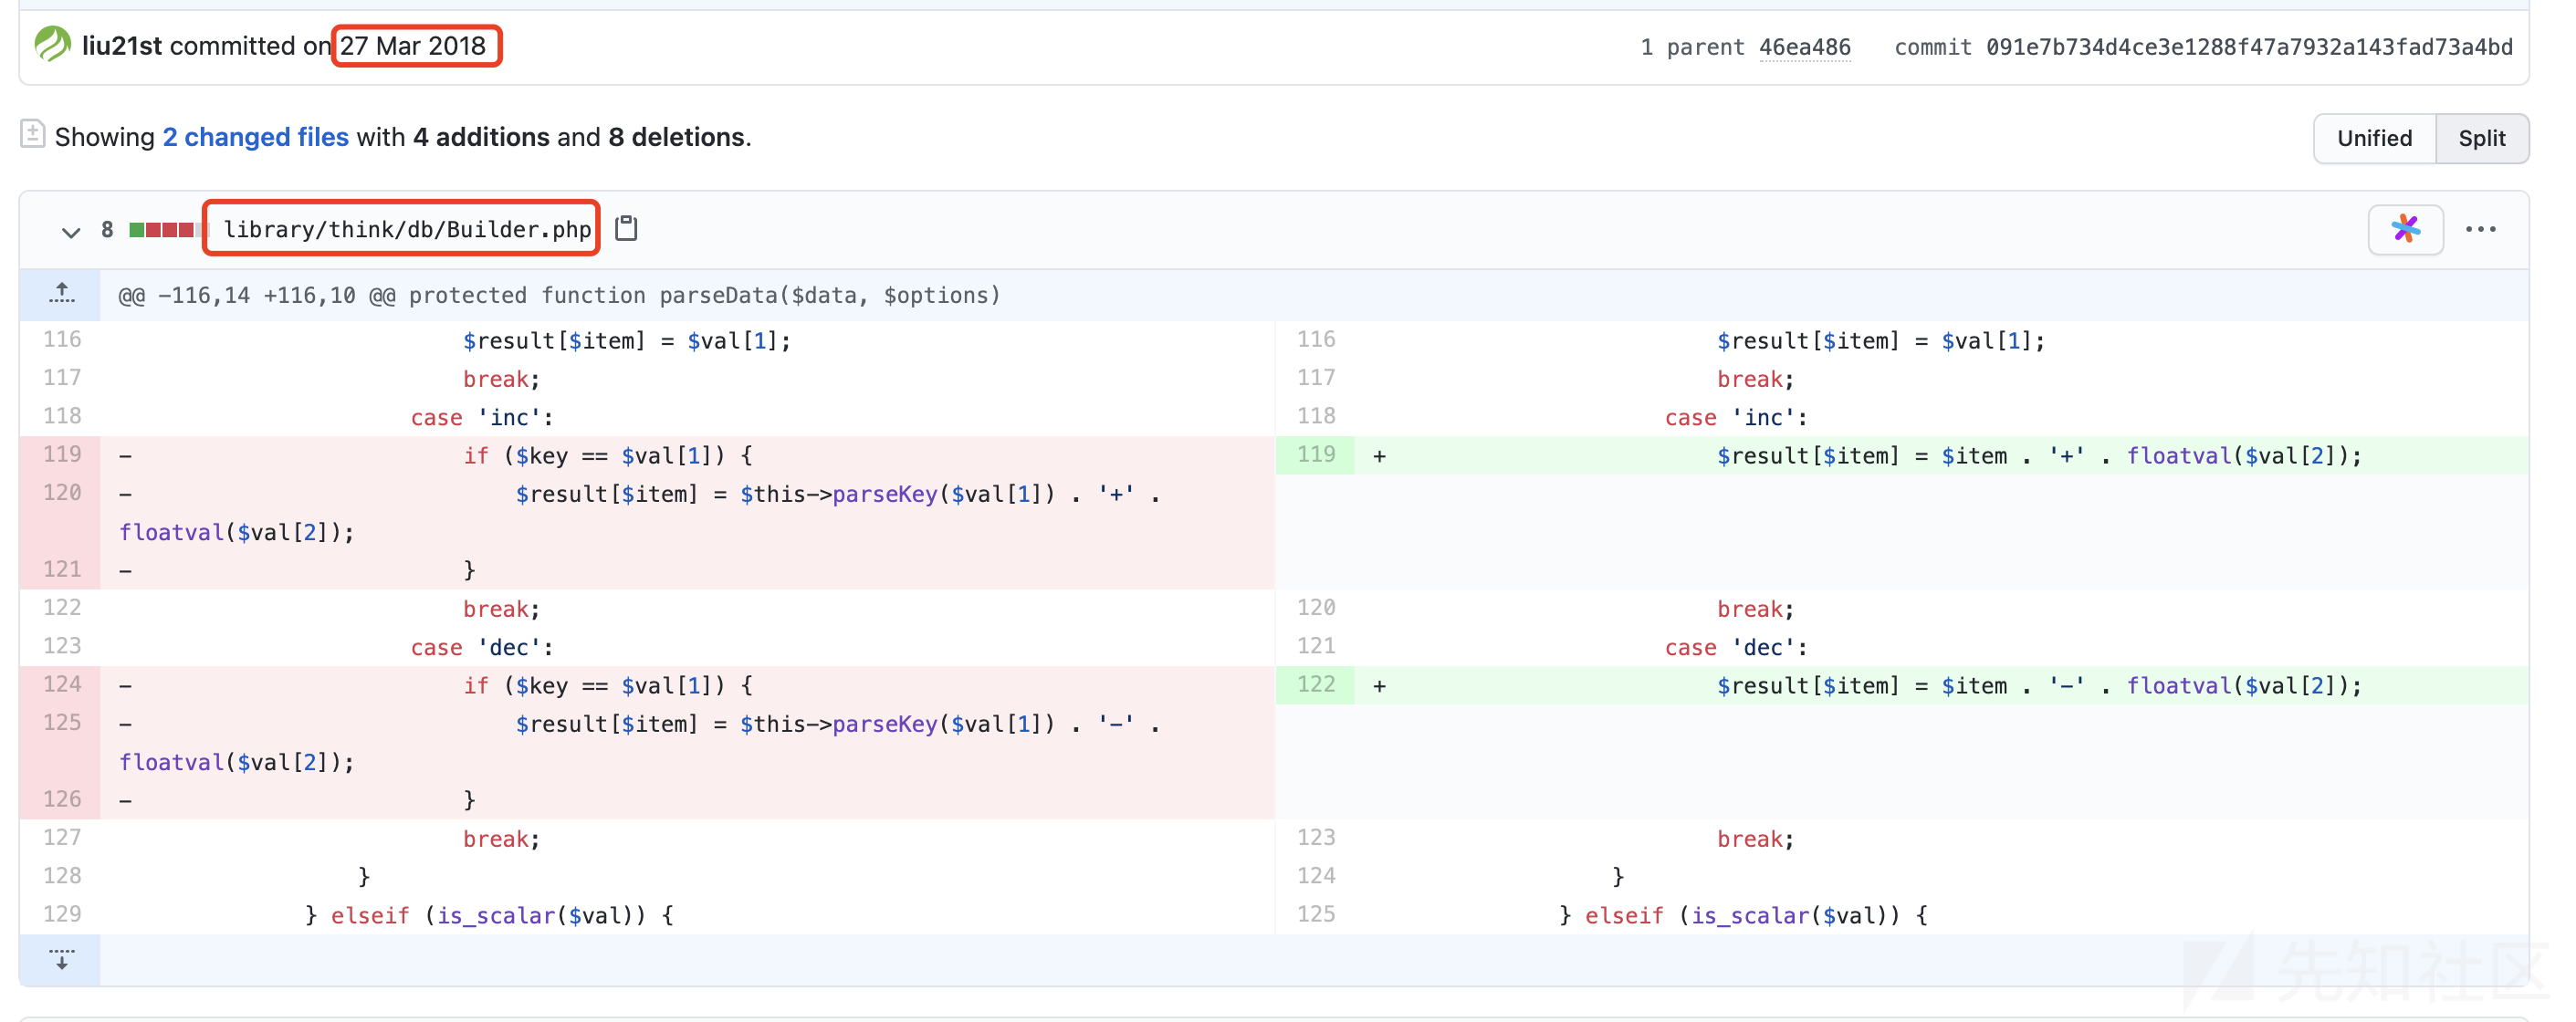 liu21st committed on 27 Mar 2018 1 parent 46ea486 commit 091e7b734d4ce3e1288f47a7932a143fad73a4bd
Showing 2 changed files with 4 additions and 8 deletions. Unified Split
8 library/think/db/Builder.php
@@ -116,14 +116,10 @@ protected function parseData($data, $options)
116 $result[$item] = $val[1]; 116 $result[$item] = $val[1];
117 break; 117 break;
118 case 'inc': 118 case 'inc':
119 - if ($key == $val[1]) { 119 + $result[$item] = $item . '+' . floatval($val[2]);
120 - $result[$item] = $this->parseKey($val[1]) . '+' .
floatval($val[2]);
121 - }
122 break; 120 break;
123 case 'dec': 121 case 'dec':
124 - if ($key == $val[1]) { 122 + $result[$item] = $item . '-' . floatval($val[2]);
125 - $result[$item] = $this->parseKey($val[1]) . '-' .
floatval($val[2]);
126 - }
127 break; 123 break;
128 } 124 }
129 } elseif (is_scalar($val)) { 125 } elseif (is_scalar($val)) {
先知社区